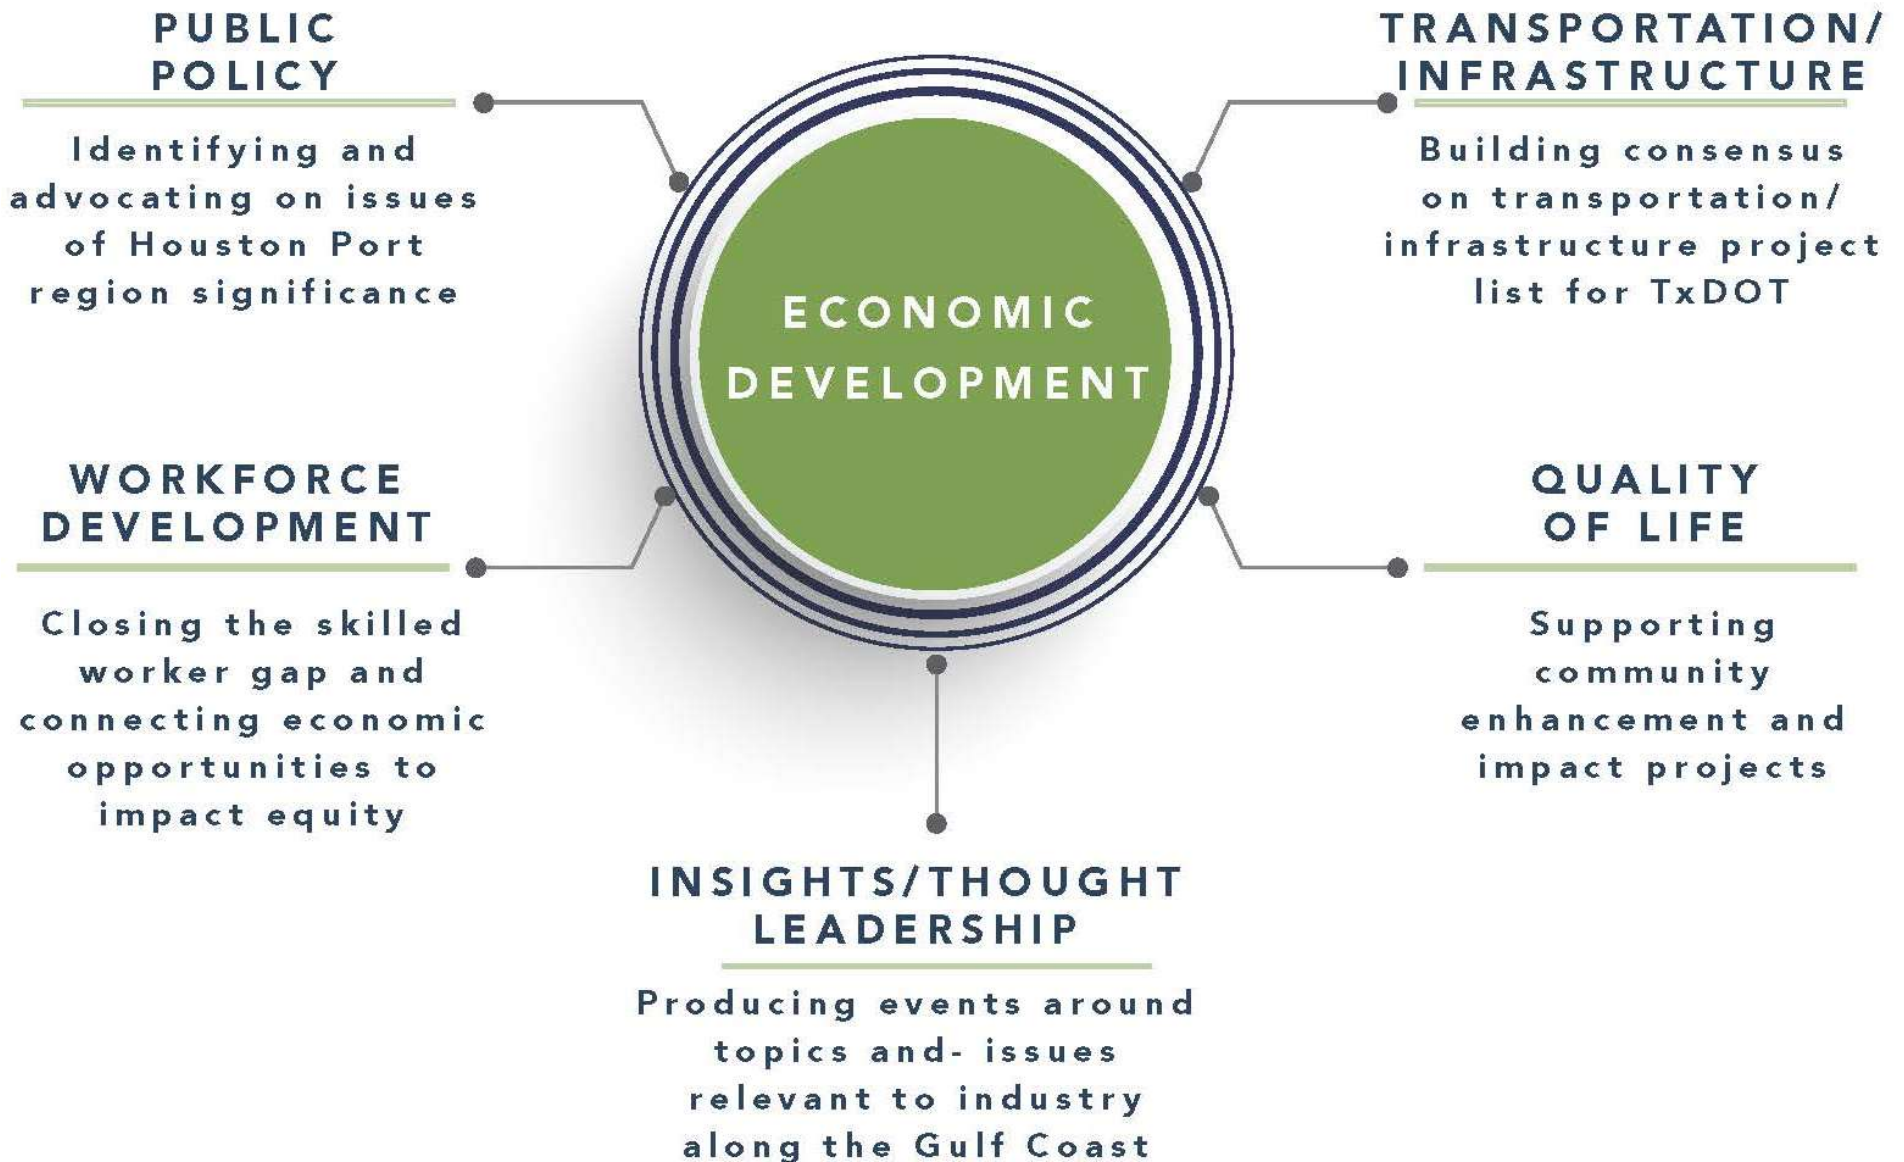 PUBLIC
POLICY
Identifying and
advocating on issues
of Houston Port
region significance
TRANSPORTATION/
INFRASTRUCTURE
Building consensus
on transportation/
infrastructure project
list for TxDOT
ECONOMIC
DEVELOPMENT
WORKFORCE
DEVELOPMENT
Closing the skilled
worker gap and
connecting economic
opportunities to
impact equity
QUALITY
OF LIFE
Supporting
community
enhancement and
impact projects
INSIGHTS/THOUGHT
LEADERSHIP
Producing events around
topics and- issues
relevant to industry
along the Gulf Coast